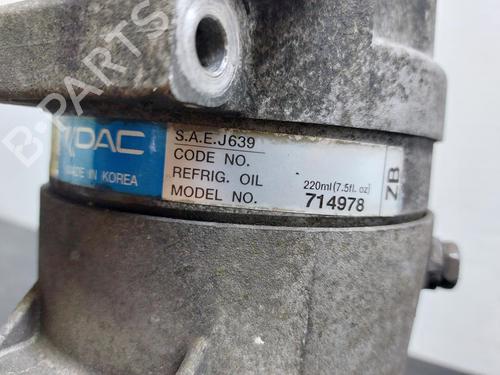 B-PARTS
DAC
MADE IN KOREA
S.A.E.J639
CODE NO.
REFRIG. OIL 220ml(7.5fl. oz)
MODEL NO. 714978
ZB